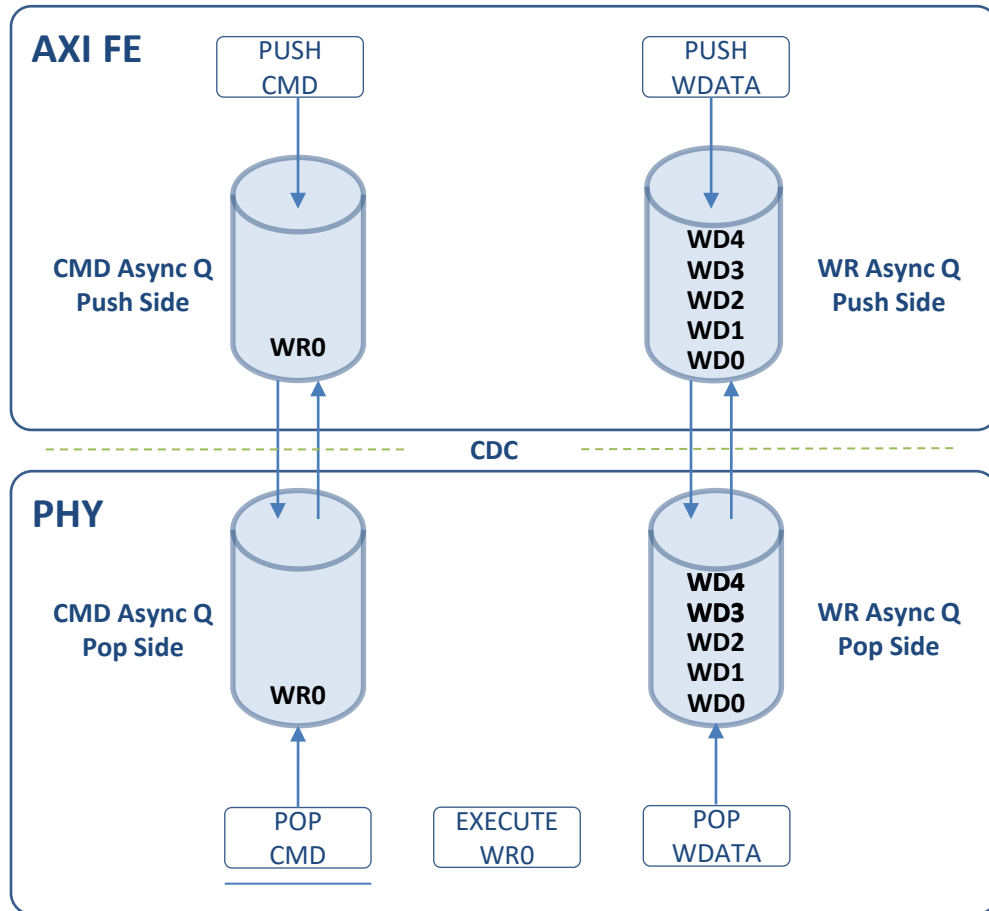 AXI FE
PUSH
CMD
PUSH
WDATA
CMD Async Q
Push Side
WR0
WD4
WD3
WD2
WD1
WD0
WR Async Q
Push Side
CDC
PHY
CMD Async Q
Pop Side
WR0
WD4
WD3
WD2
WD1
WD0
WR Async Q
Pop Side
POP
CMD
EXECUTE
WR0
POP
WDATA